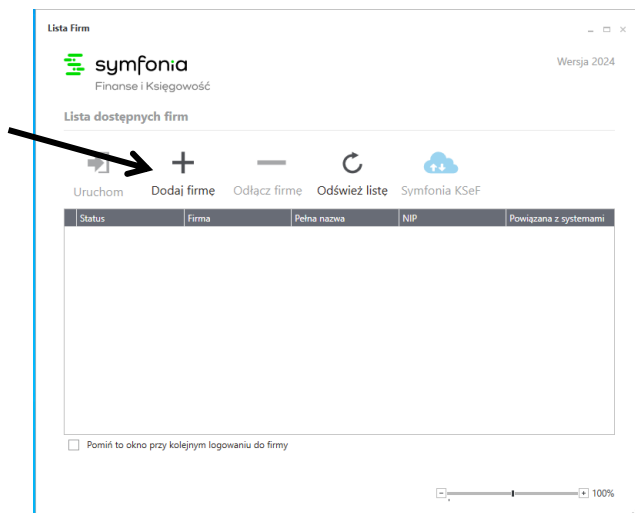 Lista Firm
symfonia
Wersja 2024
Finanse i Księgowość
Lista dostępnych firm
Uruchom Dodaj firmę Odłącz firmę Odśwież listę Symfonia KSeF
Status Firma Pełna nazwa NIP Powiązana z systemami
Pomiń to okno przy kolejnym logowaniu do firmy
100%